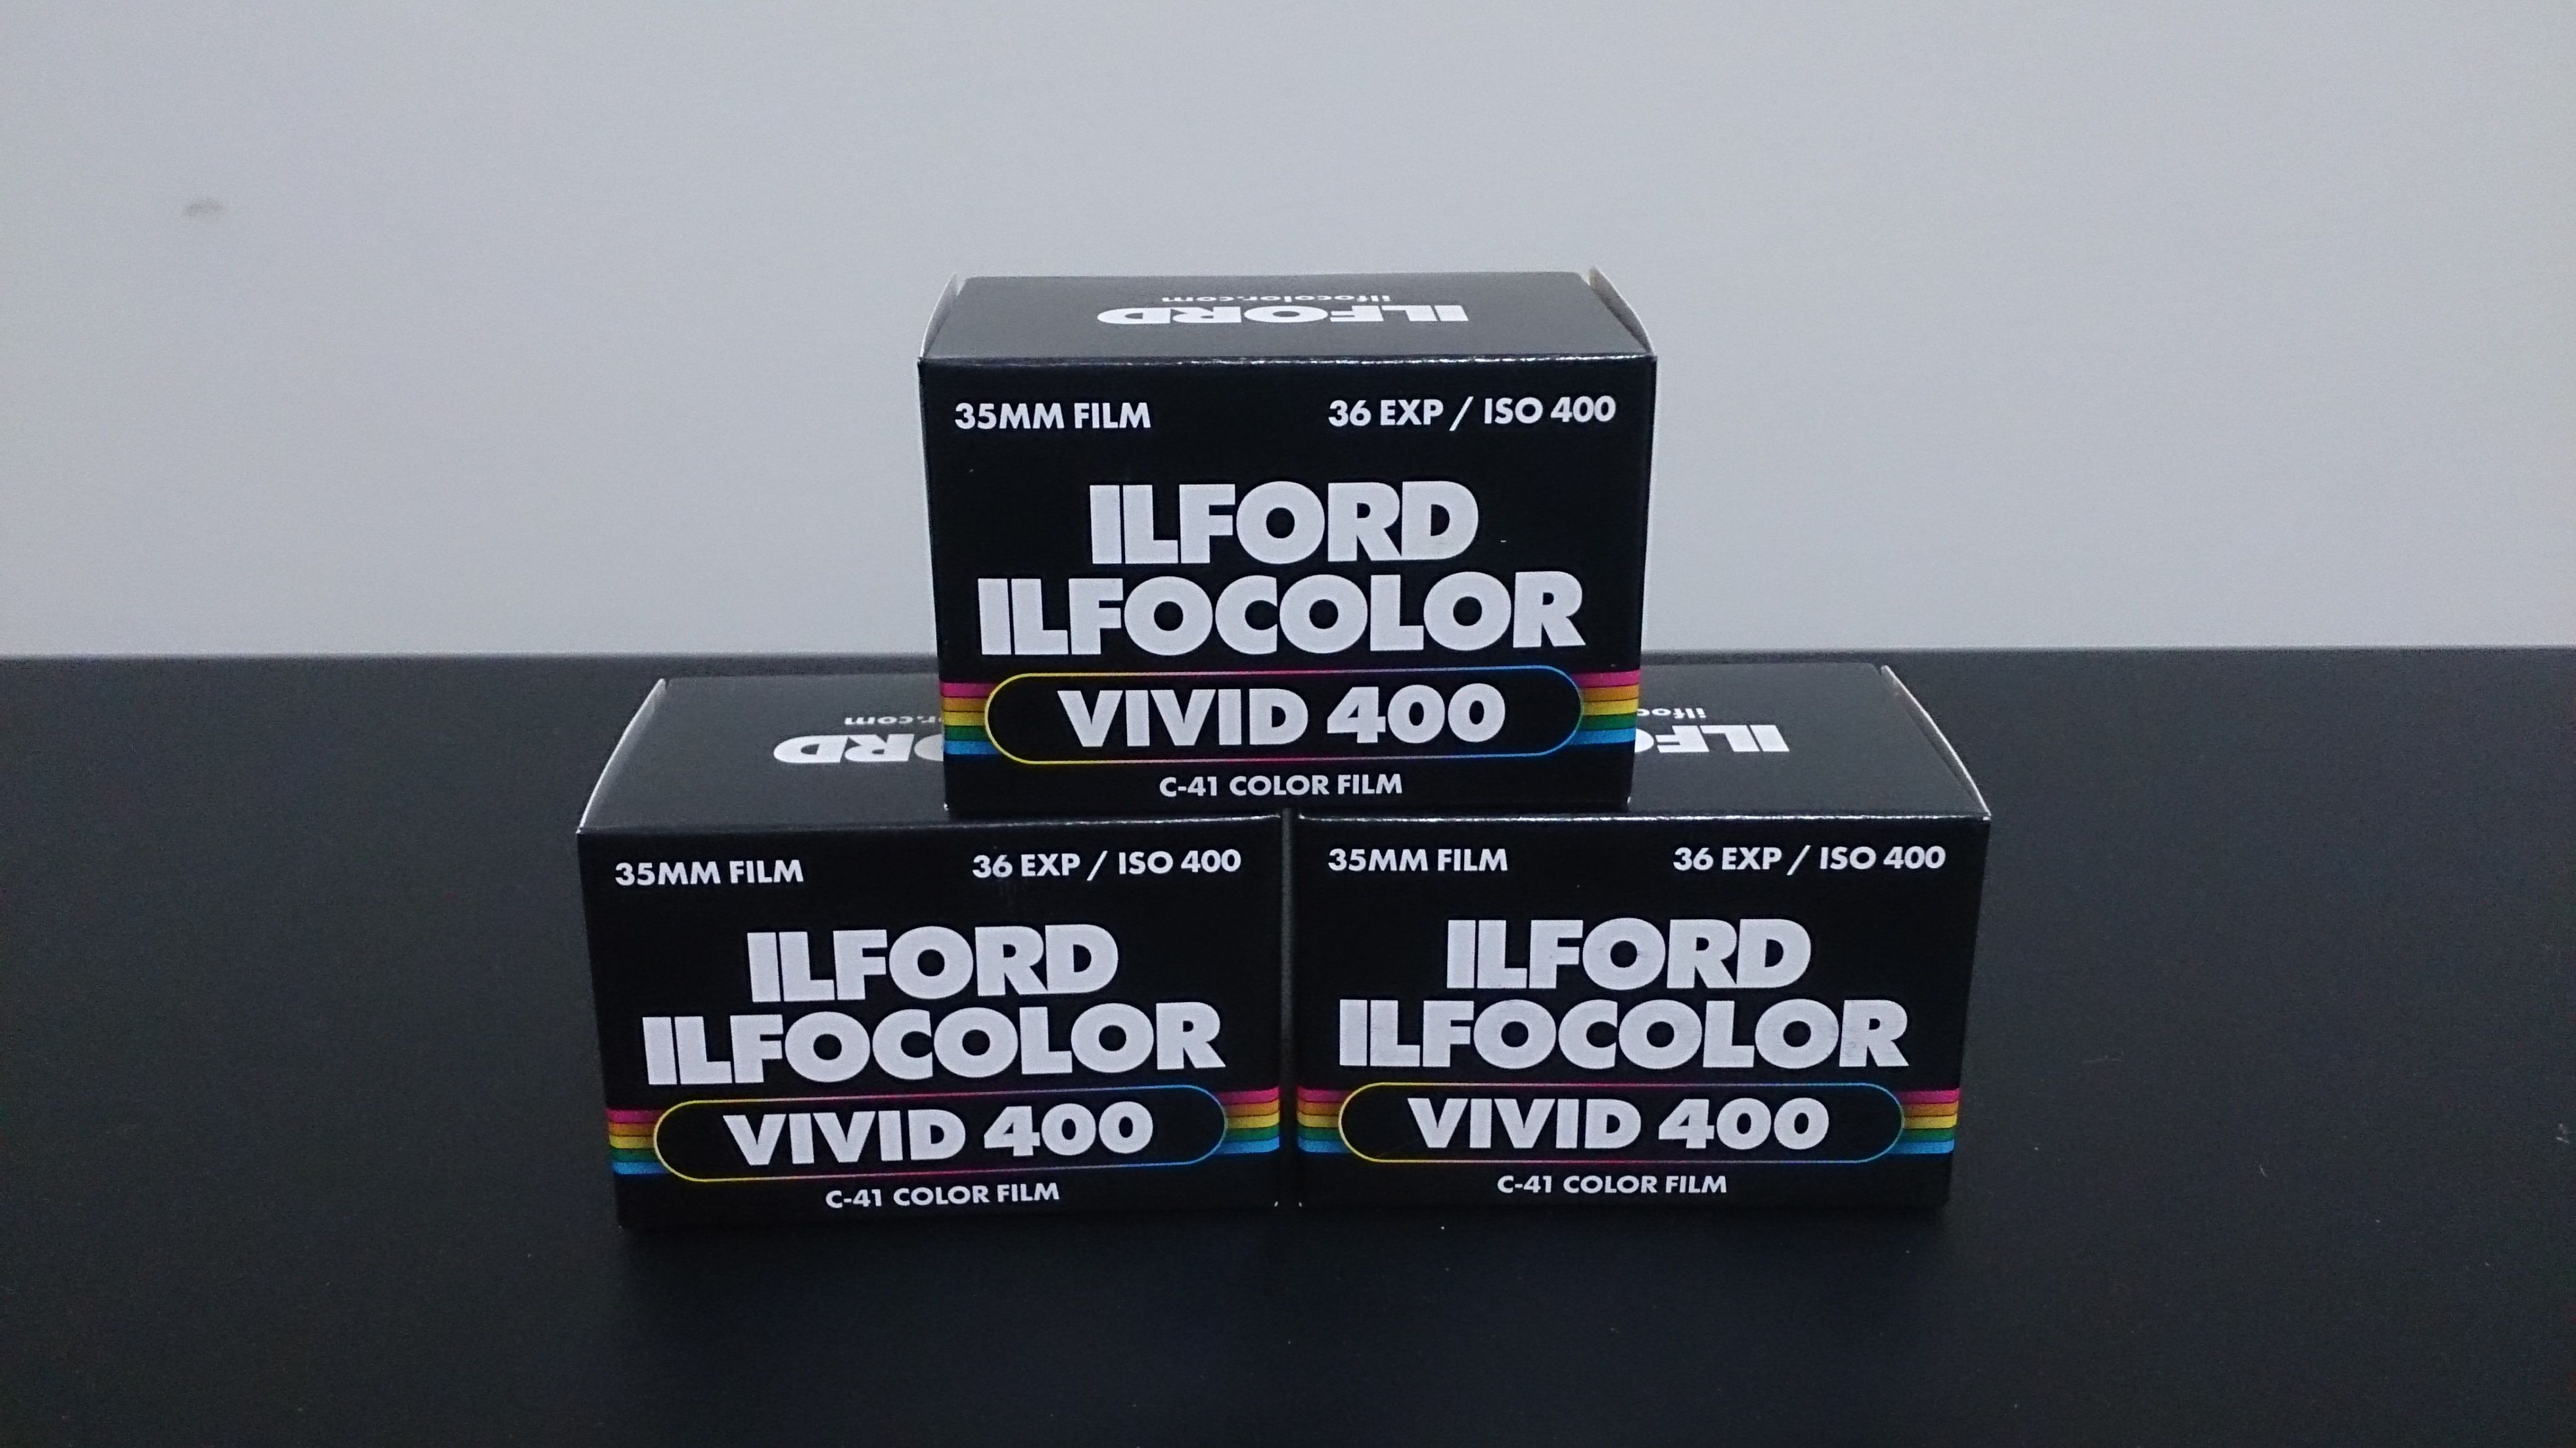 ilfocolor.com
ILFORD
35MM FILM 36 EXP / ISO 400
ILFORD
ILFOCOLOR
VIVID 400
C-41 COLOR FILM
35MM FILM 36 EXP / ISO 400
ILFORD
ILFOCOLOR
VIVID 400
C-41 COLOR FILM
35MM FILM 36 EXP / ISO 400
ILFORD
ILFOCOLOR
VIVID 400
C-41 COLOR FILM